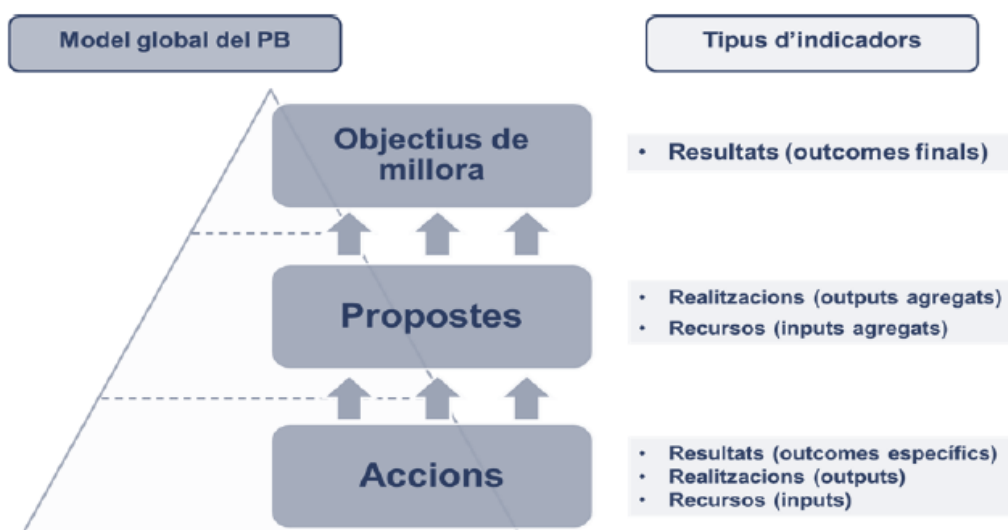 Model global del PB
Tipus d’indicadors
Objectius de
millora
• Resultats (outcomes finals)
Propostes
• Realitzacions (outputs agregats)
• Recursos (inputs agregats)
Accions
• Resultats (outcomes específics)
• Realitzacions (outputs)
• Recursos (inputs)